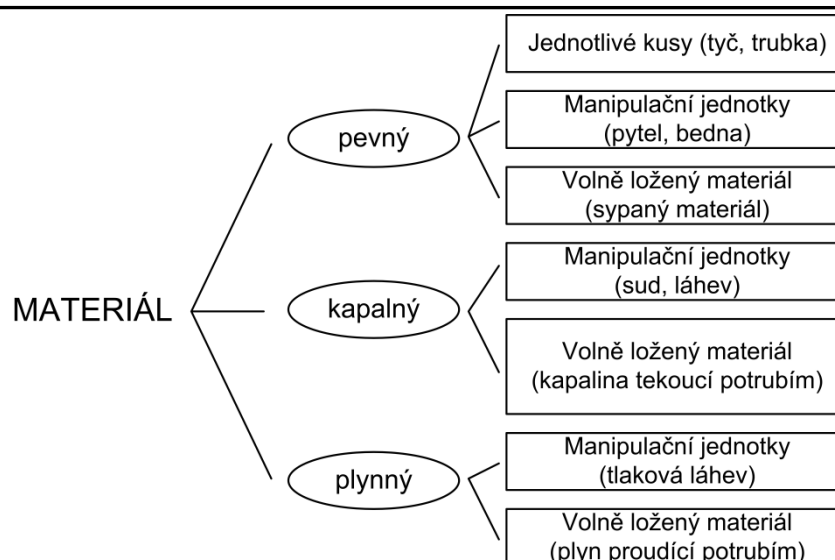 MATERIÁL
pevný
Jednotlivé kusy (tyč, trubka)
Manipulační jednotky
(pytel, bedna)
Volně ložený materiál
(sypaný materiál)
kapalný
Manipulační jednotky
(sud, láhev)
Volně ložený materiál
(kapalina tekoucí potrubím)
plynný
Manipulační jednotky
(tlaková láhev)
Volně ložený materiál
(plyn proudící potrubím)